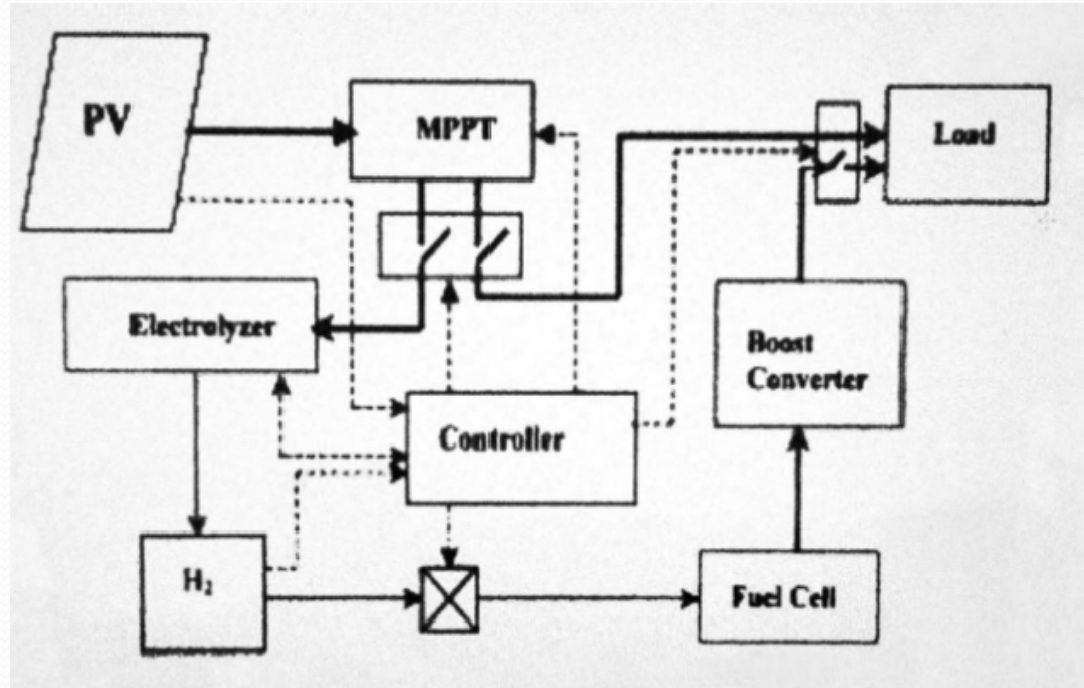 PV
MPPT
Load
Electrolyzer
Boost
Converter
Controller
H₂
Fuel Cell